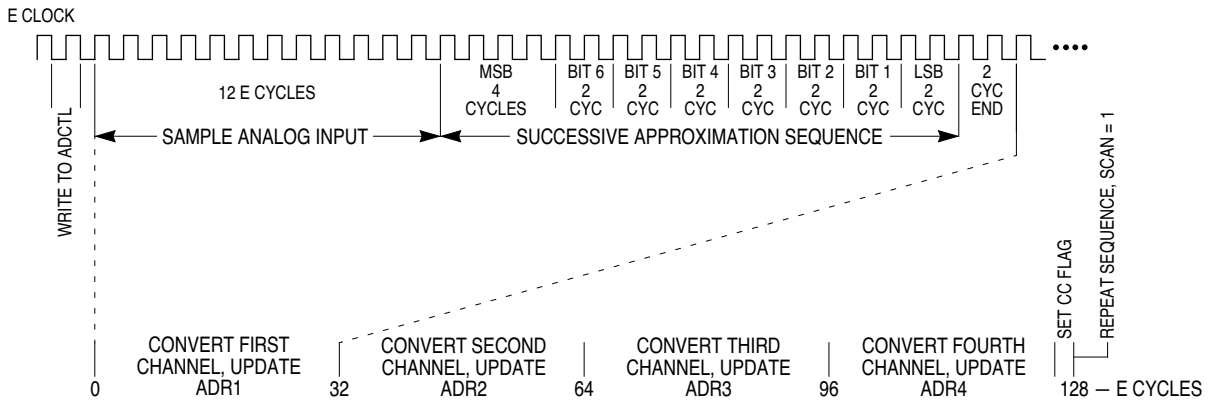 E CLOCK
12 E CYCLES
MSB
4
CYCLES
BIT 6
2
CYC
BIT 5
2
CYC
BIT 4
2
CYC
BIT 3
2
CYC
BIT 2
2
CYC
BIT 1
2
CYC
LSB
2
CYC
2
CYC
END
WRITE TO ADCTL
SAMPLE ANALOG INPUT
SUCCESSIVE APPROXIMATION SEQUENCE
SET CC FLAG
REPEAT SEQUENCE, SCAN = 1
CONVERT FIRST
CHANNEL, UPDATE
ADR1
CONVERT SECOND
CHANNEL, UPDATE
ADR2
CONVERT THIRD
CHANNEL, UPDATE
ADR3
CONVERT FOURTH
CHANNEL, UPDATE
ADR4
0
32
64
96
128 — E CYCLES